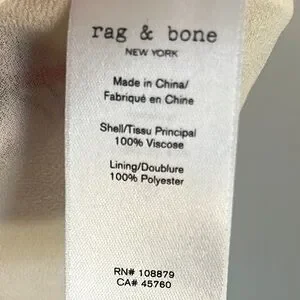 rag & bone
NEW YORK
Made in China/
Fabriqué en Chine
Shell/Tissu Principal
100% Viscose
Lining/Doublure
100% Polyester
RN# 108879
CA# 45760